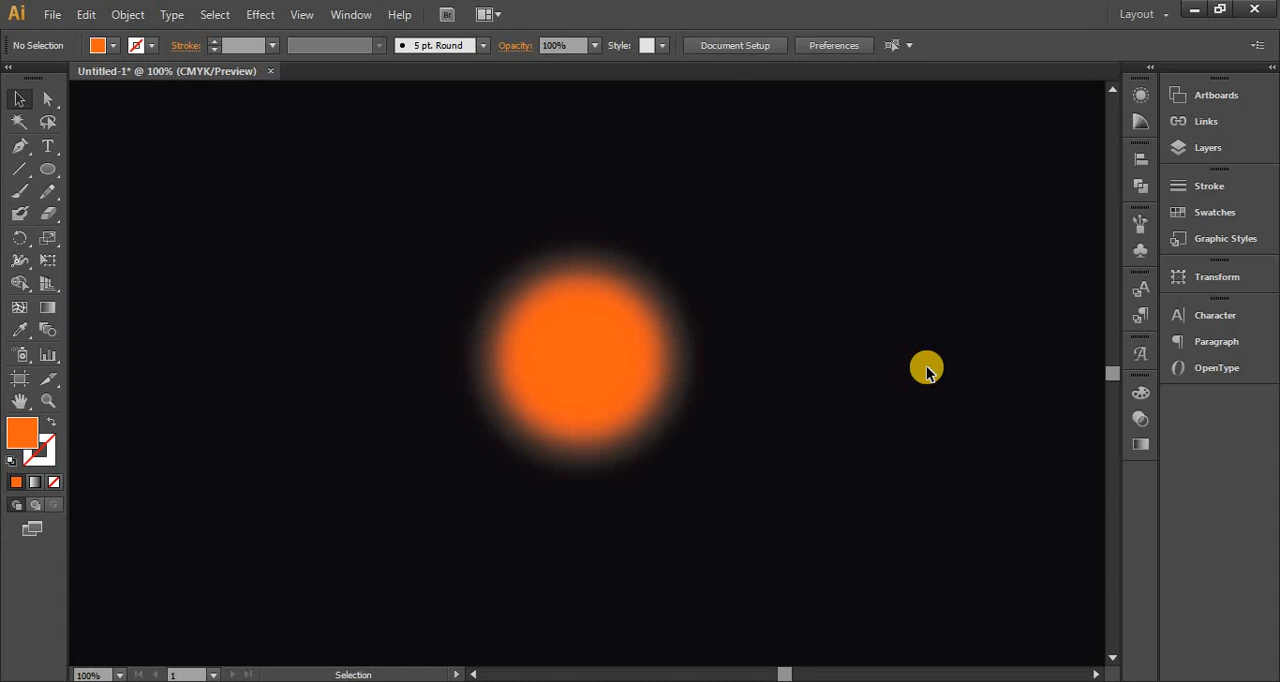 Ai File Edit Object Type Select Effect View Window Help Br Layout
No Selection Stroke: 5 pt. Round Opacity: 100% Style: Document Setup Preferences
Untitled-1* @ 100% (CMYK/Preview)
Artboards
Links
Layers
Stroke
Swatches
Graphic Styles
Transform
Character
Paragraph
OpenType
100% 1 Selection